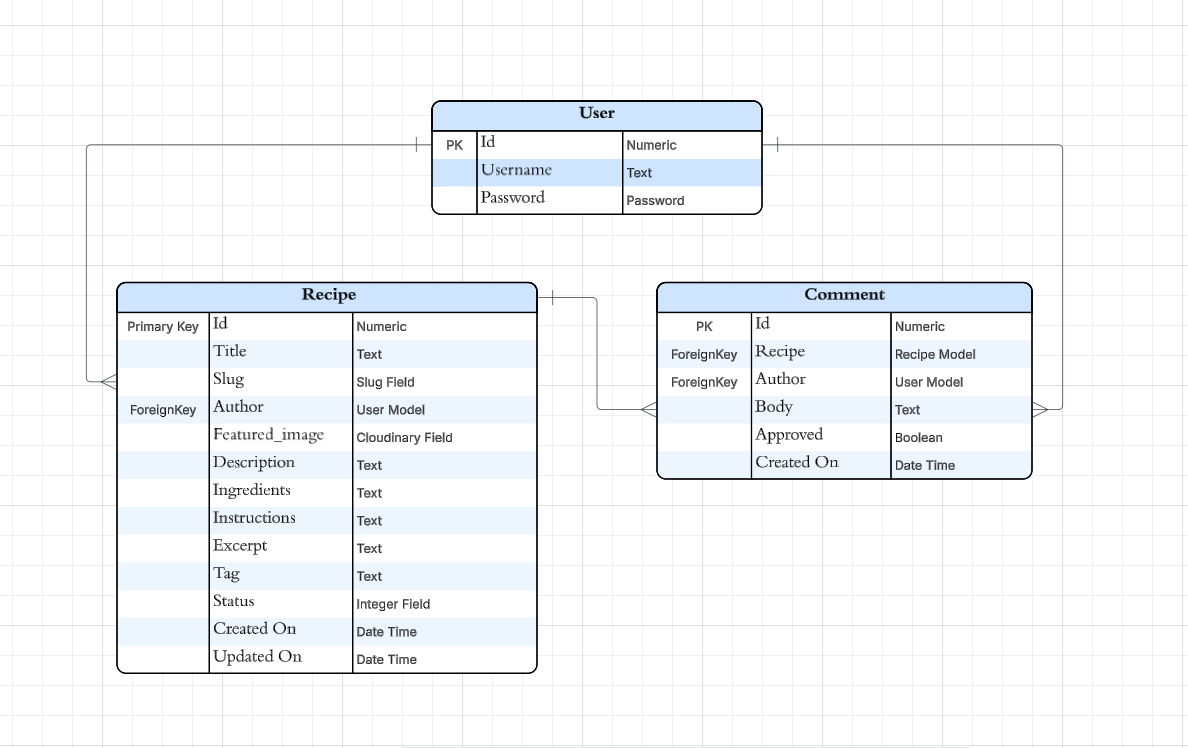 User
PK Id Numeric
Username Text
Password Password
Recipe
Primary Key Id Numeric
Title Text
Slug Slug Field
ForeignKey Author User Model
Featured_image Cloudinary Field
Description Text
Ingredients Text
Instructions Text
Excerpt Text
Tag Text
Status Integer Field
Created On Date Time
Updated On Date Time
Comment
PK Id Numeric
ForeignKey Recipe Recipe Model
ForeignKey Author User Model
Body Text
Approved Boolean
Created On Date Time